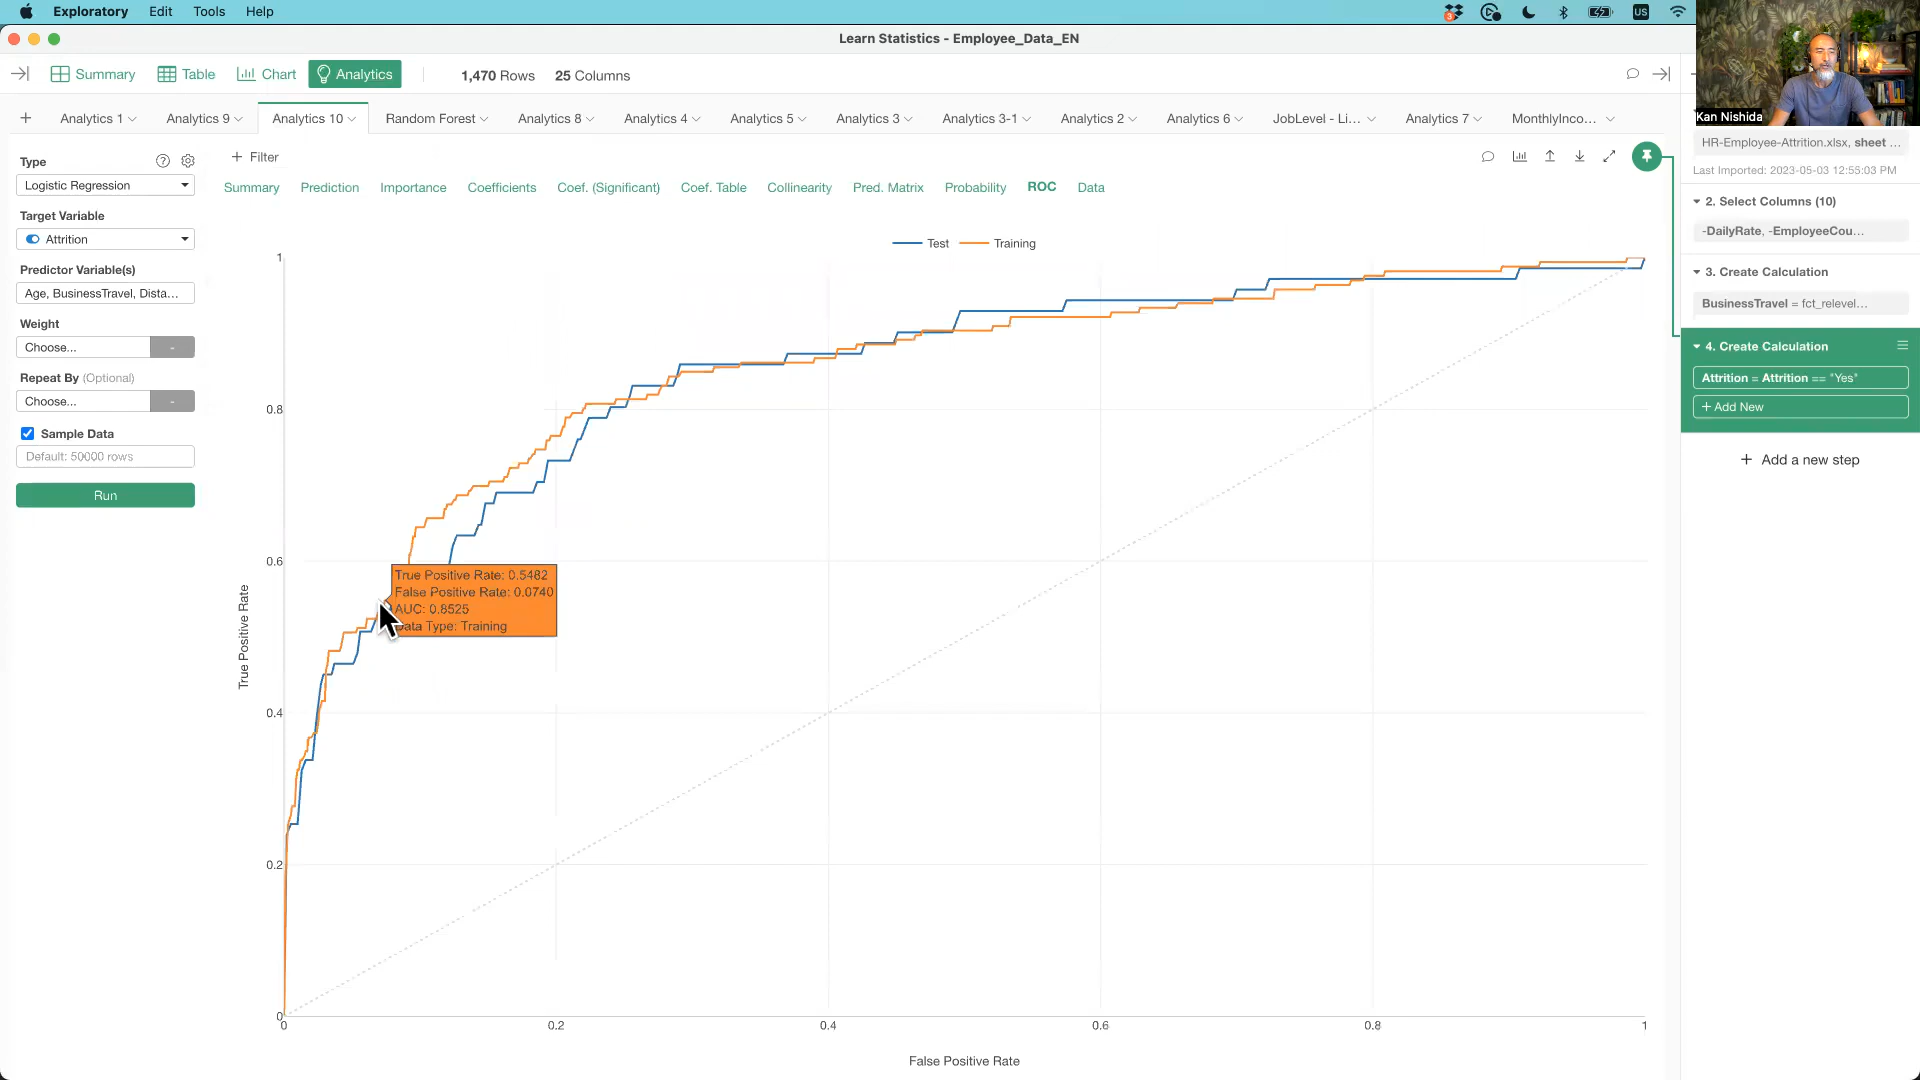 Exploratory Edit Tools Help
3
US
Learn Statistics - Employee_Data_EN
Summary Table Chart Analytics 1,470 Rows 25 Columns
Kan Nishida
+ Analytics 1 Analytics 9 Analytics 10 Random Forest Analytics 8 Analytics 4 Analytics 5 Analytics 3 Analytics 3-1 Analytics 2 Analytics 6 JobLevel - Li... Analytics 7 MonthlyInco...
+ Filter
Summary Prediction Importance Coefficients Coef. (Significant) Coef. Table Collinearity Pred. Matrix Probability ROC Data
Type
Logistic Regression
Target Variable
Attrition
Predictor Variable(s)
Age, BusinessTravel, Dista...
Weight
Choose... -
Repeat By (Optional)
Choose... -
Sample Data
Default: 50000 rows
Run
Test Training
1
0.8
0.6
0.4
0.2
0
True Positive Rate
True Positive Rate: 0.5482
False Positive Rate: 0.0740
AUC: 0.8525
Data Type: Training
0 0.2 0.4 0.6 0.8 1
False Positive Rate
HR-Employee-Attrition.xlsx, sheet ...
Last Imported: 2023-05-03 12:55:03 PM
2. Select Columns (10)
-DailyRate, -EmployeeCou...
3. Create Calculation
BusinessTravel = fct_relevel...
4. Create Calculation
Attrition = Attrition == "Yes"
+ Add New
+ Add a new step